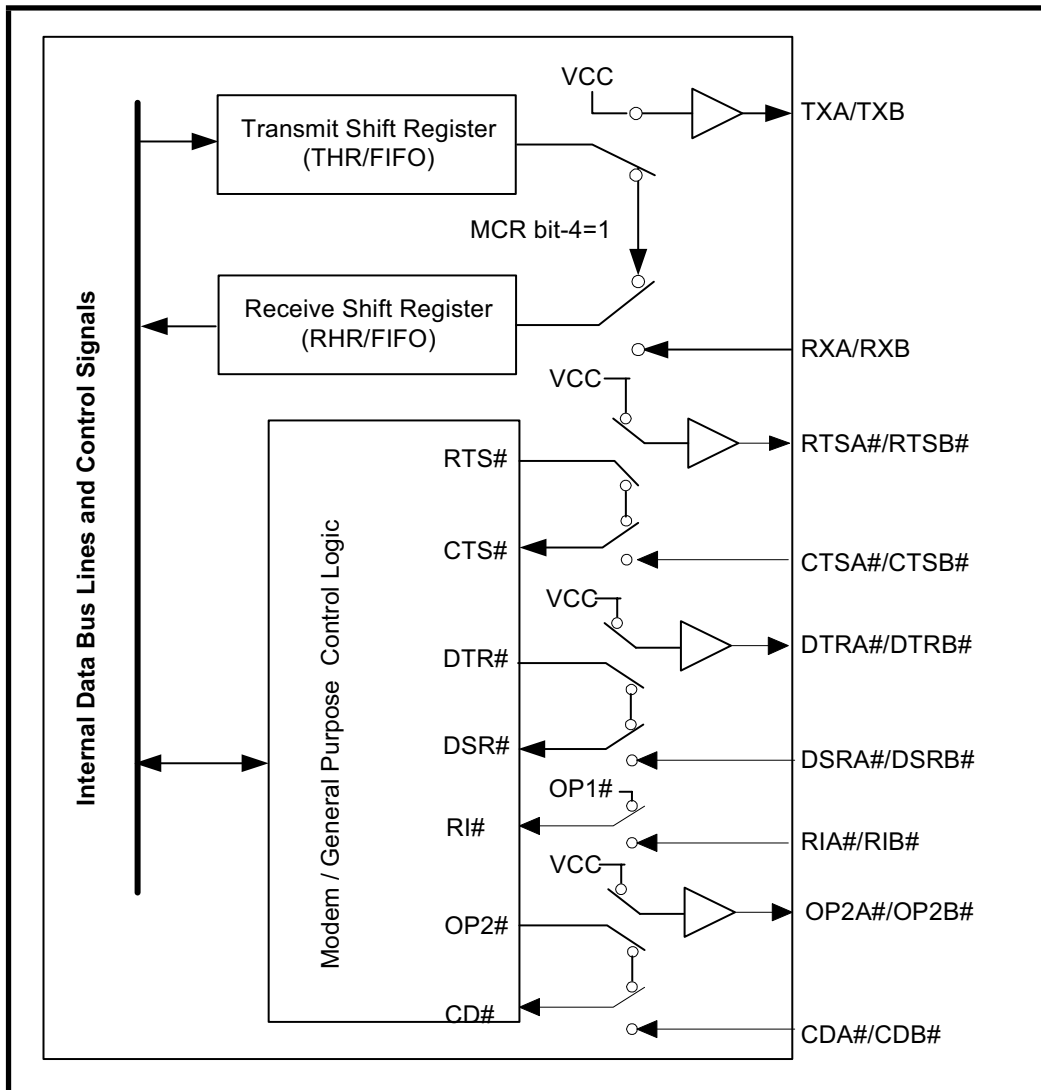 VCC
TXA/TXB
Transmit Shift Register
(THR/FIFO)
MCR bit-4=1
Receive Shift Register
(RHR/FIFO)
RXA/RXB
Internal Data Bus Lines and Control Signals
VCC
RTSA#/RTSB#
RTS#
CTS#
CTSA#/CTSB#
Modem / General Purpose Control Logic
VCC
DTRA#/DTRB#
DTR#
DSR#
DSRA#/DSRB#
OP1#
RI#
RIA#/RIB#
VCC
OP2A#/OP2B#
OP2#
CD#
CDA#/CDB#